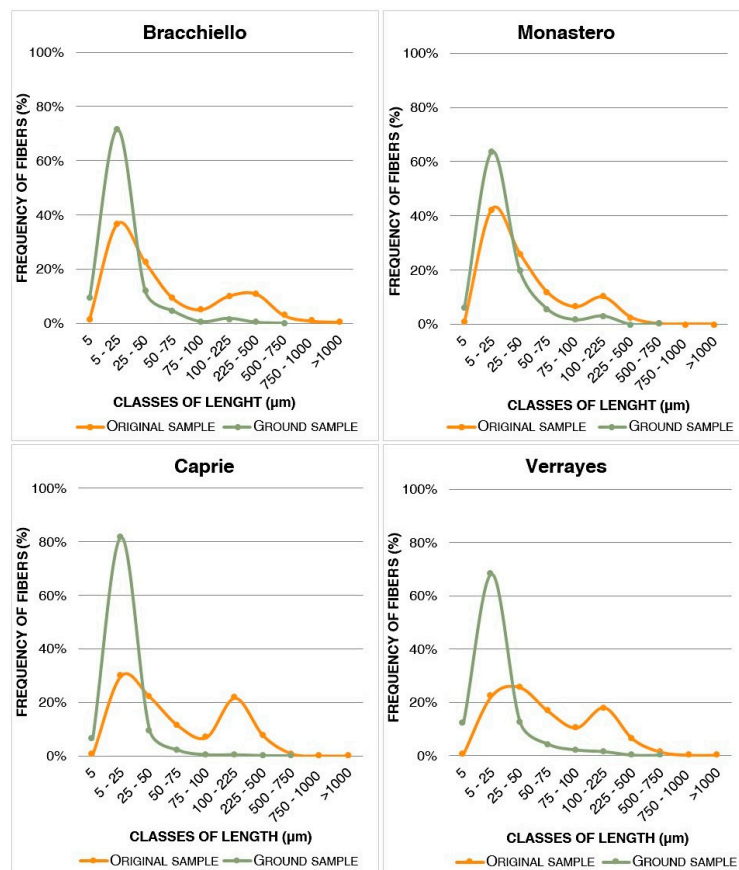 Bracchiello
FREQUENCY OF FIBERS (%)
100%
80%
60%
40%
20%
0%
5
5 - 25
25 - 50
50 -75
75 - 100
100 - 225
225 - 500
500 - 750
750 - 1000
>1000
CLASSES OF LENGHT (µm)
ORIGINAL SAMPLE
GROUND SAMPLE
Monastero
FREQUENCY OF FIBERS (%)
100%
80%
60%
40%
20%
0%
5
5 - 25
25 - 50
50 -75
75 - 100
100 - 225
225 - 500
500 - 750
750 - 1000
>1000
CLASSES OF LENGHT (µm)
ORIGINAL SAMPLE
GROUND SAMPLE
Caprie
FREQUENCY OF FIBERS (%)
100%
80%
60%
40%
20%
0%
5
5 - 25
25 - 50
50 -75
75 - 100
100 - 225
225 - 500
500 - 750
750 - 1000
>1000
CLASSES OF LENGTH (µm)
ORIGINAL SAMPLE
GROUND SAMPLE
Verrayes
FREQUENCY OF FIBERS (%)
100%
80%
60%
40%
20%
0%
5
5 - 25
25 - 50
50 -75
75 - 100
100 - 225
225 - 500
500 - 750
750 - 1000
>1000
CLASSES OF LENGTH (µm)
ORIGINAL SAMPLE
GROUND SAMPLE